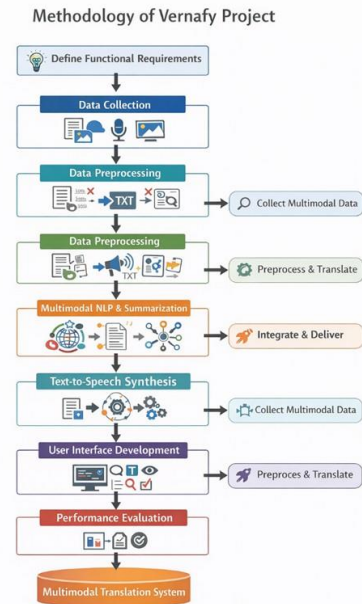 Methodology of Vernafy Project
Define Functional Requirements
Data Collection
Data Preprocessing
TXT
Collect Multimodal Data
Data Preprocessing
TXT
Preprocess & Translate
Multimodal NLP & Summarization
Integrate & Deliver
Text-to-Speech Synthesis
Collect Multimodal Data
User Interface Development
T
Preproces & Translate
Performance Evaluation
Multimodal Translation System